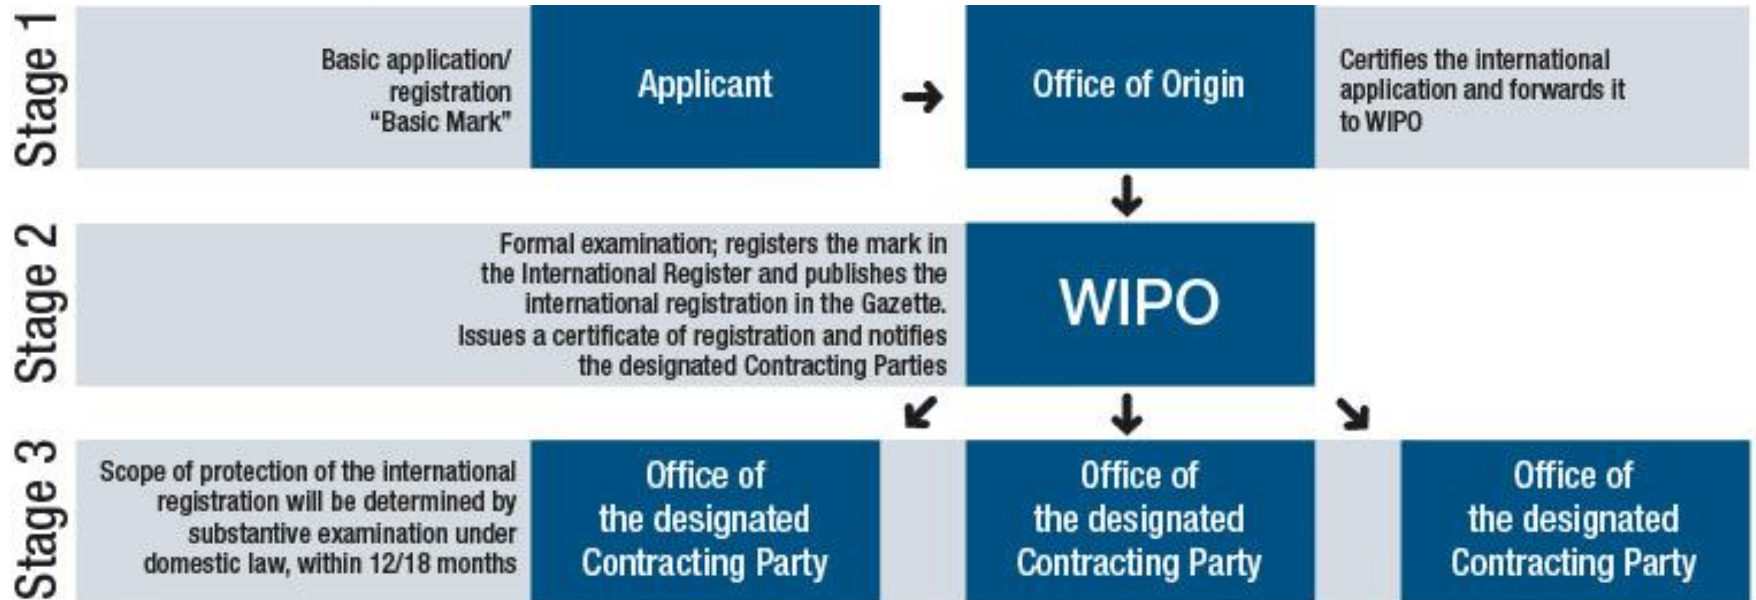 Stage 1
Basic application/
registration
“Basic Mark”
Applicant
Office of Origin
Certifies the international
application and forwards it
to WIPO
Stage 2
Formal examination; registers the mark in
the International Register and publishes the
international registration in the Gazette.
Issues a certificate of registration and notifies
the designated Contracting Parties
WIPO
Stage 3
Scope of protection of the international
registration will be determined by
substantive examination under
domestic law, within 12/18 months
Office of
the designated
Contracting Party
Office of
the designated
Contracting Party
Office of
the designated
Contracting Party